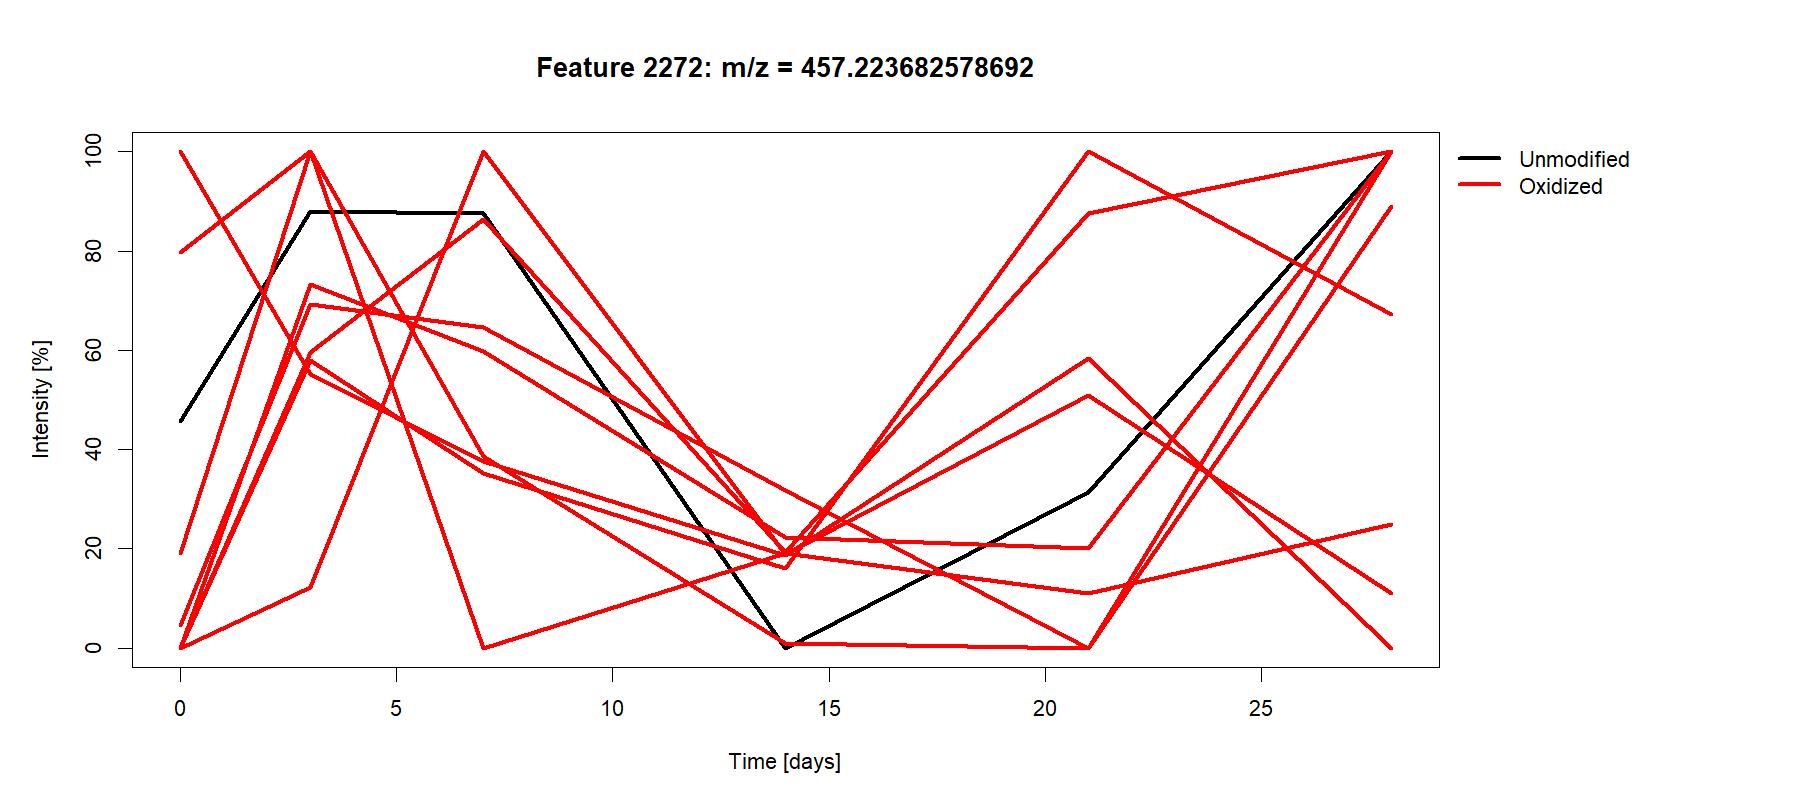 Feature 2272: m/z = 457.223682578692
Unmodified
Oxidized
Intensity [%]
100
80
60
40
20
0
0 5 10 15 20 25
Time [days]